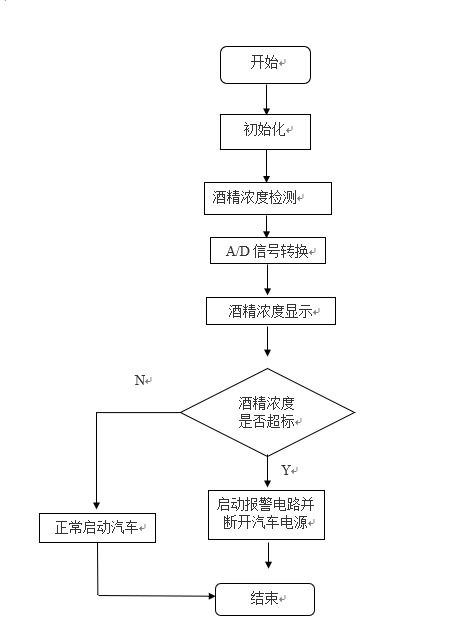 开始
初始化
酒精浓度检测
A/D 信号转换
酒精浓度显示
N
酒精浓度
是否超标
Y
启动报警电路并
断开汽车电源
正常启动汽车
结束